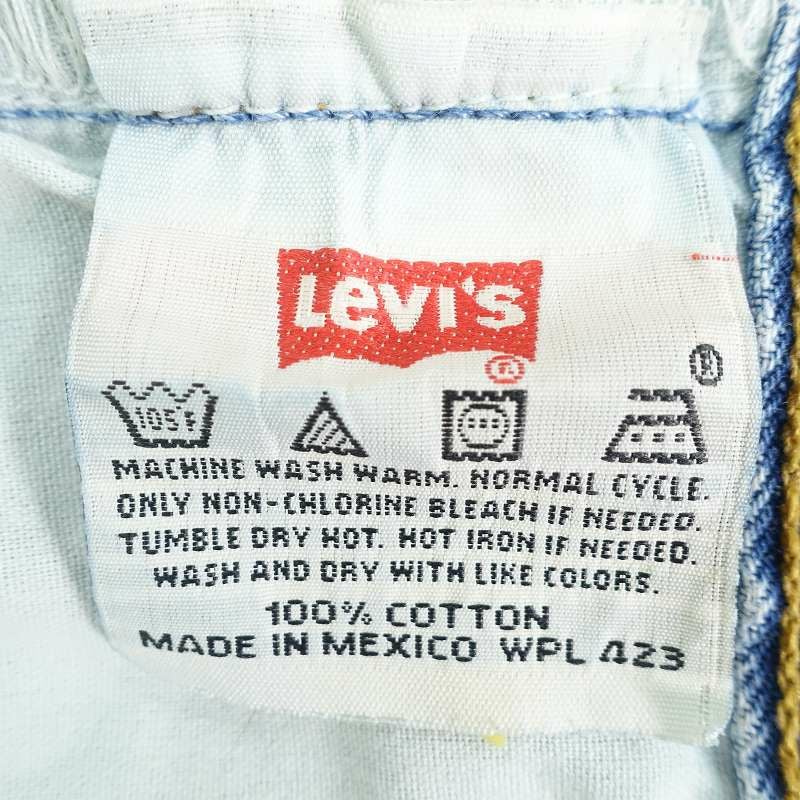 Levi's
R
R
105°F
MACHINE WASH WARM. NORMAL CYCLE.
ONLY NON-CHLORINE BLEACH IF NEEDED.
TUMBLE DRY HOT. HOT IRON IF NEEDED.
WASH AND DRY WITH LIKE COLORS.
100% COTTON
MADE IN MEXICO WPL 423